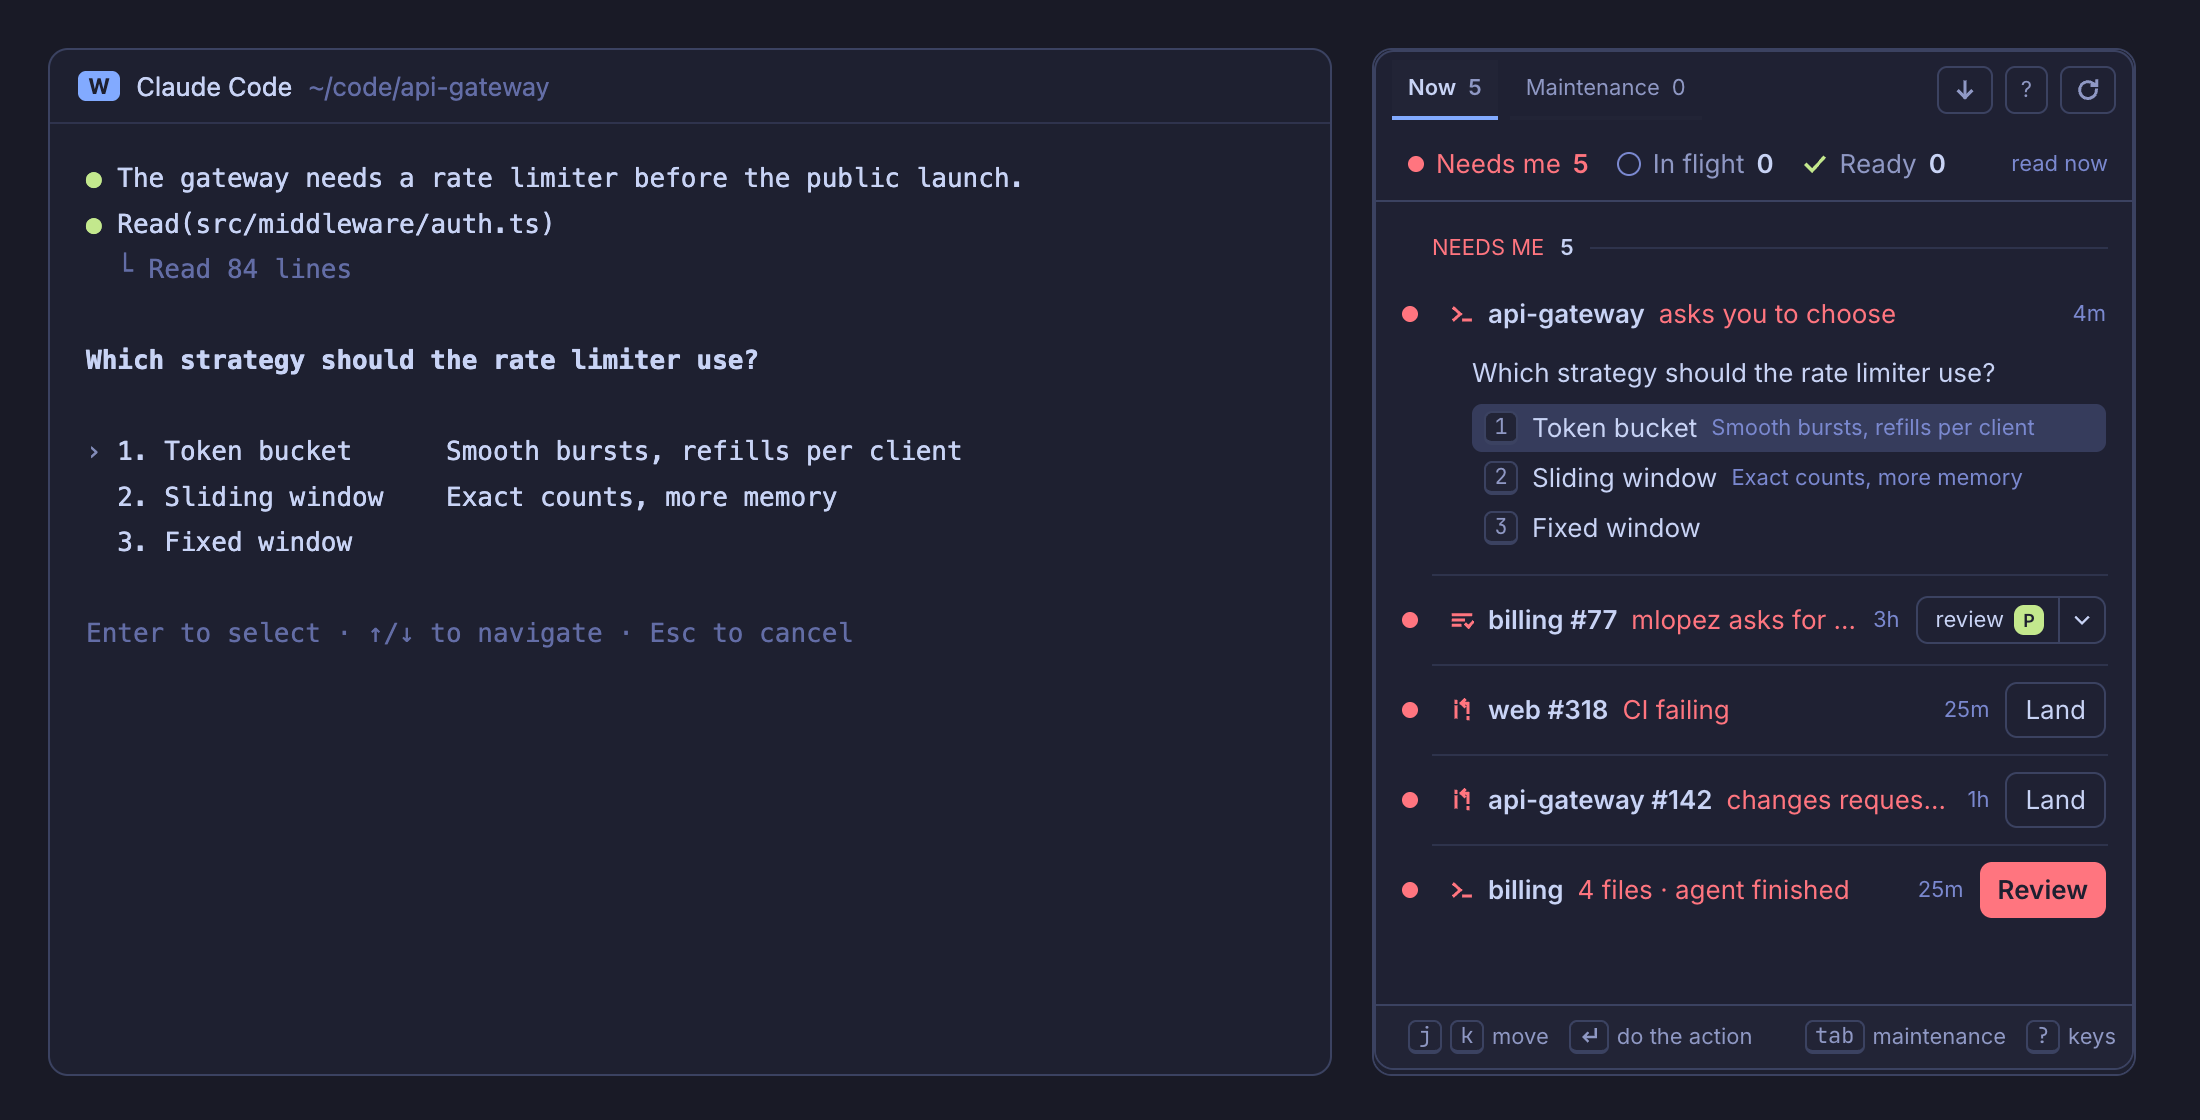 W Claude Code ~/code/api-gateway
The gateway needs a rate limiter before the public launch.
Read(src/middleware/auth.ts)
└ Read 84 lines
Which strategy should the rate limiter use?
› 1. Token bucket Smooth bursts, refills per client
2. Sliding window Exact counts, more memory
3. Fixed window
Enter to select · ↑/↓ to navigate · Esc to cancel
Now 5 Maintenance 0 ↓ ?
Needs me 5 In flight 0 ✓ Ready 0 read now
NEEDS ME 5
>_ api-gateway asks you to choose 4m
Which strategy should the rate limiter use?
1 Token bucket Smooth bursts, refills per client
2 Sliding window Exact counts, more memory
3 Fixed window
billing #77 mlopez asks for ... 3h review P
web #318 CI failing 25m Land
api-gateway #142 changes reques... 1h Land
>_ billing 4 files · agent finished 25m Review
j k move ↵ do the action tab maintenance ? keys